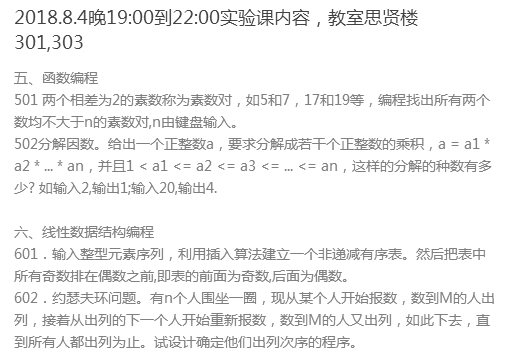 2018.8.4晚19:00到22:00实验课内容，教室思贤楼
301,303
五、函数编程
501 两个相差为2的素数称为素数对，如5和7，17和19等，编程找出所有两个
数均不大于n的素数对,n由键盘输入。
502分解因数。给出一个正整数a，要求分解成若干个正整数的乘积，a = a1 *
a2 * ... * an，并且1 < a1 <= a2 <= a3 <= ... <= an，这样的分解的种数有多
少? 如输入2,输出1;输入20,输出4.
六、线性数据结构编程
601．输入整型元素序列，利用插入算法建立一个非递减有序表。然后把表中
所有奇数排在偶数之前,即表的前面为奇数,后面为偶数。
602．约瑟夫环问题。有n个人围坐一圈，现从某个人开始报数，数到M的人出
列，接着从出列的下一个人开始重新报数，数到M的人又出列，如此下去，直
到所有人都出列为止。试设计确定他们出列次序的程序。